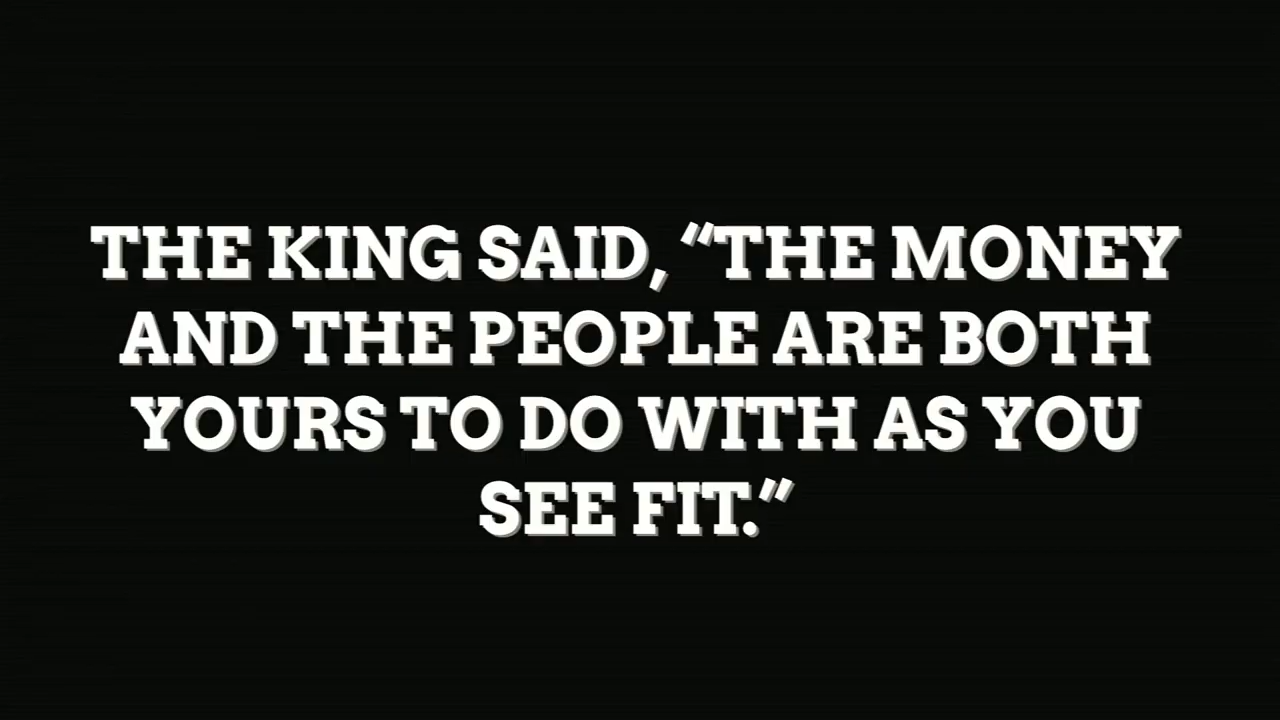 THE KING SAID, “THE MONEY
AND THE PEOPLE ARE BOTH
YOURS TO DO WITH AS YOU
SEE FIT.”